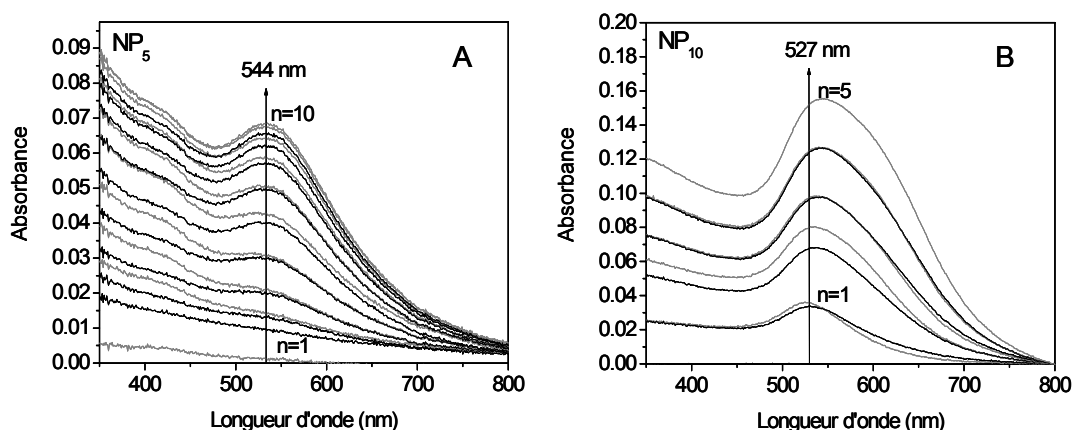 NP5
A
544 nm
n=10
n=1
0.09
0.08
0.07
0.06
0.05
0.04
0.03
0.02
0.01
0.00
400 500 600 700 800
Absorbance
Longueur d'onde (nm)
NP10
B
527 nm
n=5
n=1
0.20
0.18
0.16
0.14
0.12
0.10
0.08
0.06
0.04
0.02
0.00
400 500 600 700 800
Absorbance
Longueur d'onde (nm)